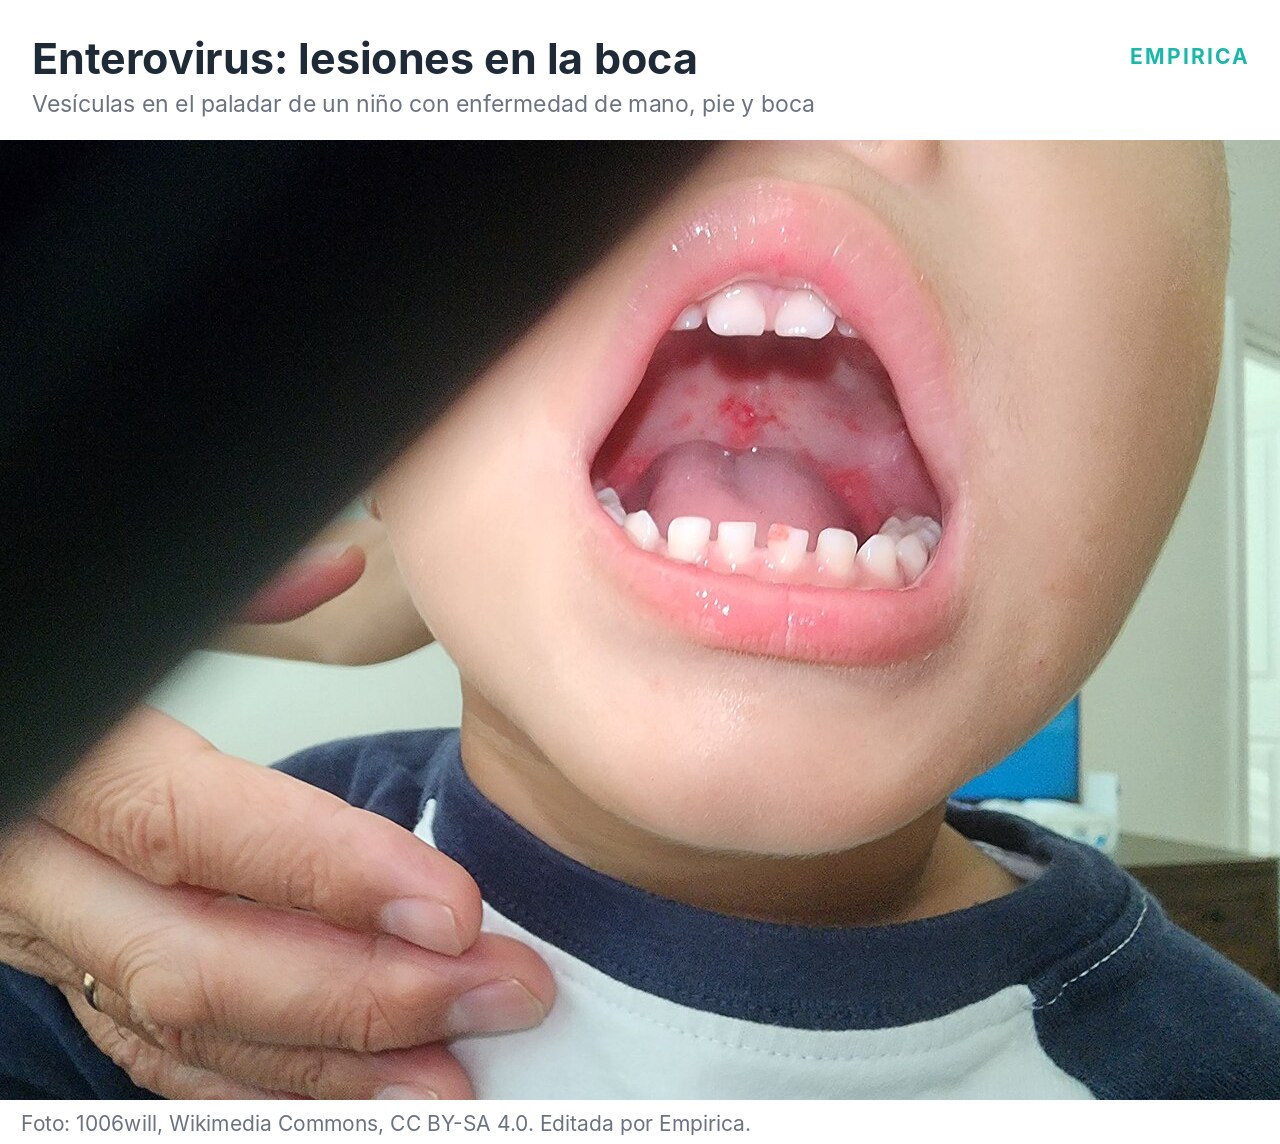 Enterovirus: lesiones en la boca
EMPIRICA
Vesículas en el paladar de un niño con enfermedad de mano, pie y boca
Foto: 1006will, Wikimedia Commons, CC BY-SA 4.0. Editada por Empirica.